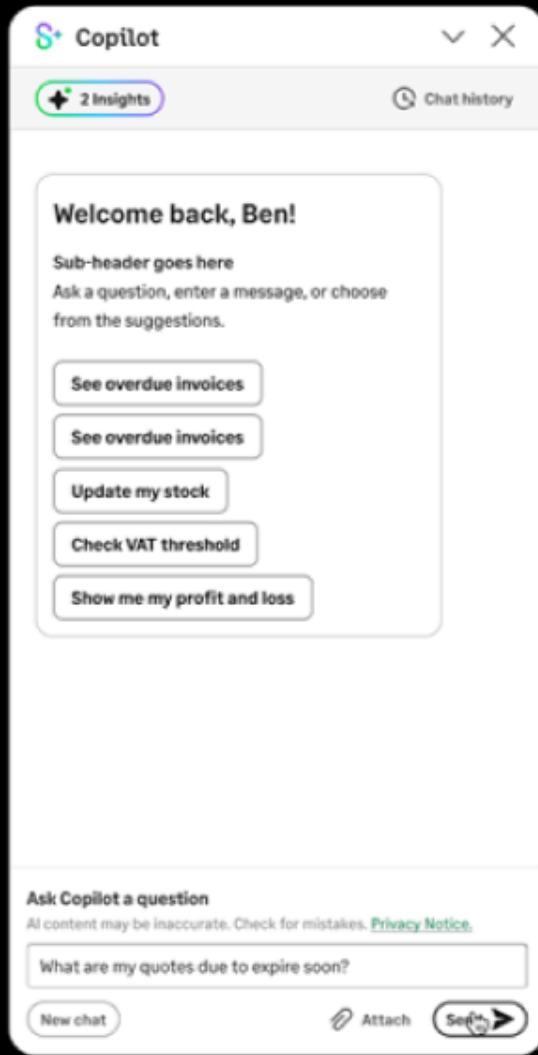 Copilot
2 Insights
Chat history
Welcome back, Ben!
Sub-header goes here
Ask a question, enter a message, or choose
from the suggestions.
See overdue invoices
See overdue invoices
Update my stock
Check VAT threshold
Show me my profit and loss
Ask Copilot a question
AI content may be inaccurate. Check for mistakes. Privacy Notice.
What are my quotes due to expire soon?
New chat
Attach
Send